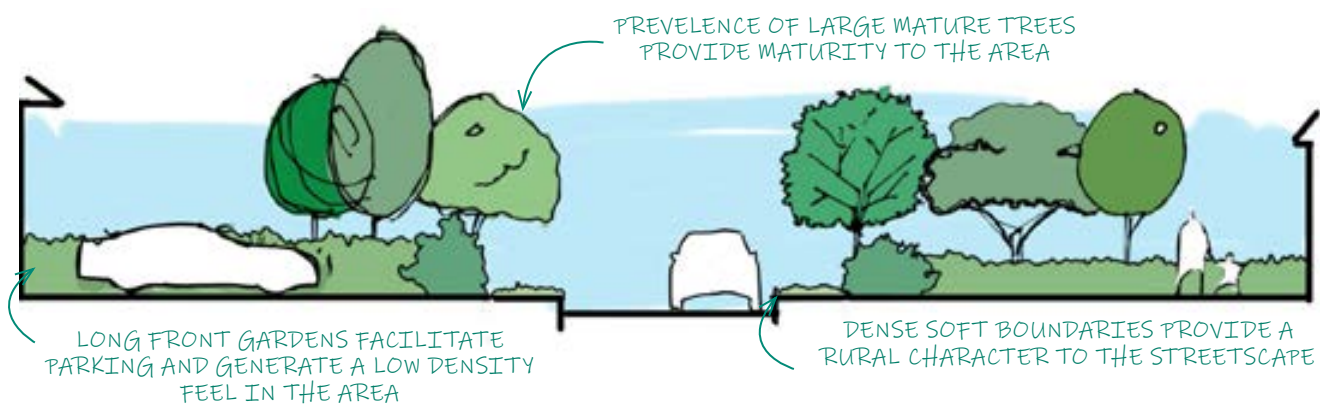 PREVELENCE OF LARGE MATURE TREES
PROVIDE MATURITY TO THE AREA
LONG FRONT GARDENS FACILITATE
PARKING AND GENERATE A LOW DENSITY
FEEL IN THE AREA
DENSE SOFT BOUNDARIES PROVIDE A
RURAL CHARACTER TO THE STREETSCAPE